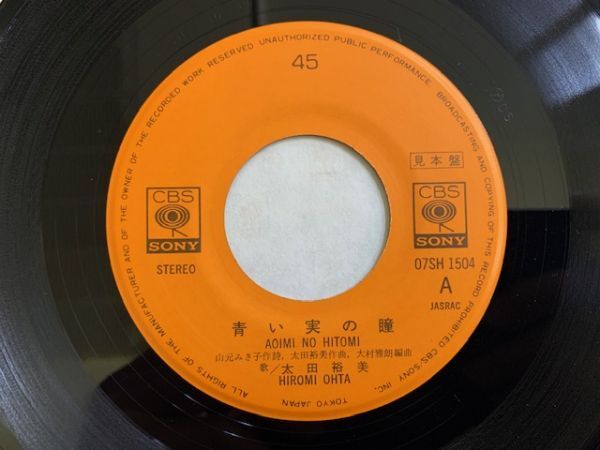 ALL RIGHTS OF THE MANUFACTURER AND OF THE OWNER OF THE RECORDED WORK RESERVED UNAUTHORIZED PUBLIC PERFORMANCE. BROADCASTING AND COPYING OF THIS RECORD PROHIBITED CBS/SONY INC. TOKYO JAPAN
45
見本盤
CBS
SONY
CBS
SONY
STEREO
07SH 1504
A
JASRAC
青い実の瞳
AOIMI NO HITOMI
山元みき子作詩, 太田裕美作曲, 大村雅朗編曲
歌/太田裕美
HIROMI OHTA